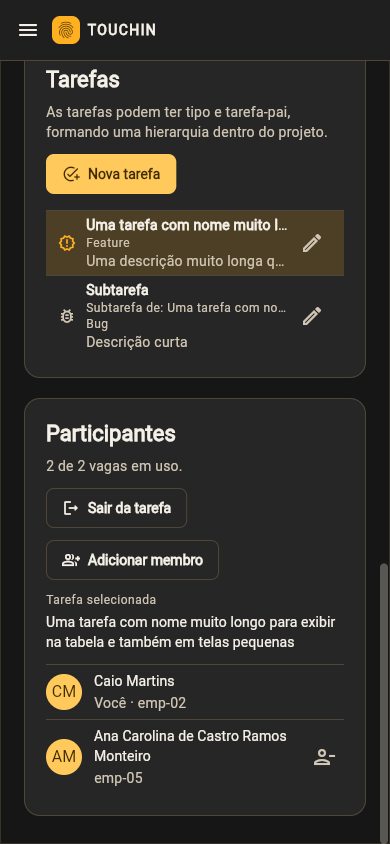 TOUCHIN
Tarefas
As tarefas podem ter tipo e tarefa-pai,
formando uma hierarquia dentro do projeto.
Nova tarefa
Uma tarefa com nome muito l...
Feature
Uma descrição muito longa q...
Subtarefa
Subtarefa de: Uma tarefa com no...
Bug
Descrição curta
Participantes
2 de 2 vagas em uso.
Sair da tarefa
Adicionar membro
Tarefa selecionada
Uma tarefa com nome muito longo para exibir
na tabela e também em telas pequenas
CM
Caio Martins
Você · emp-02
AM
Ana Carolina de Castro Ramos
Monteiro
emp-05